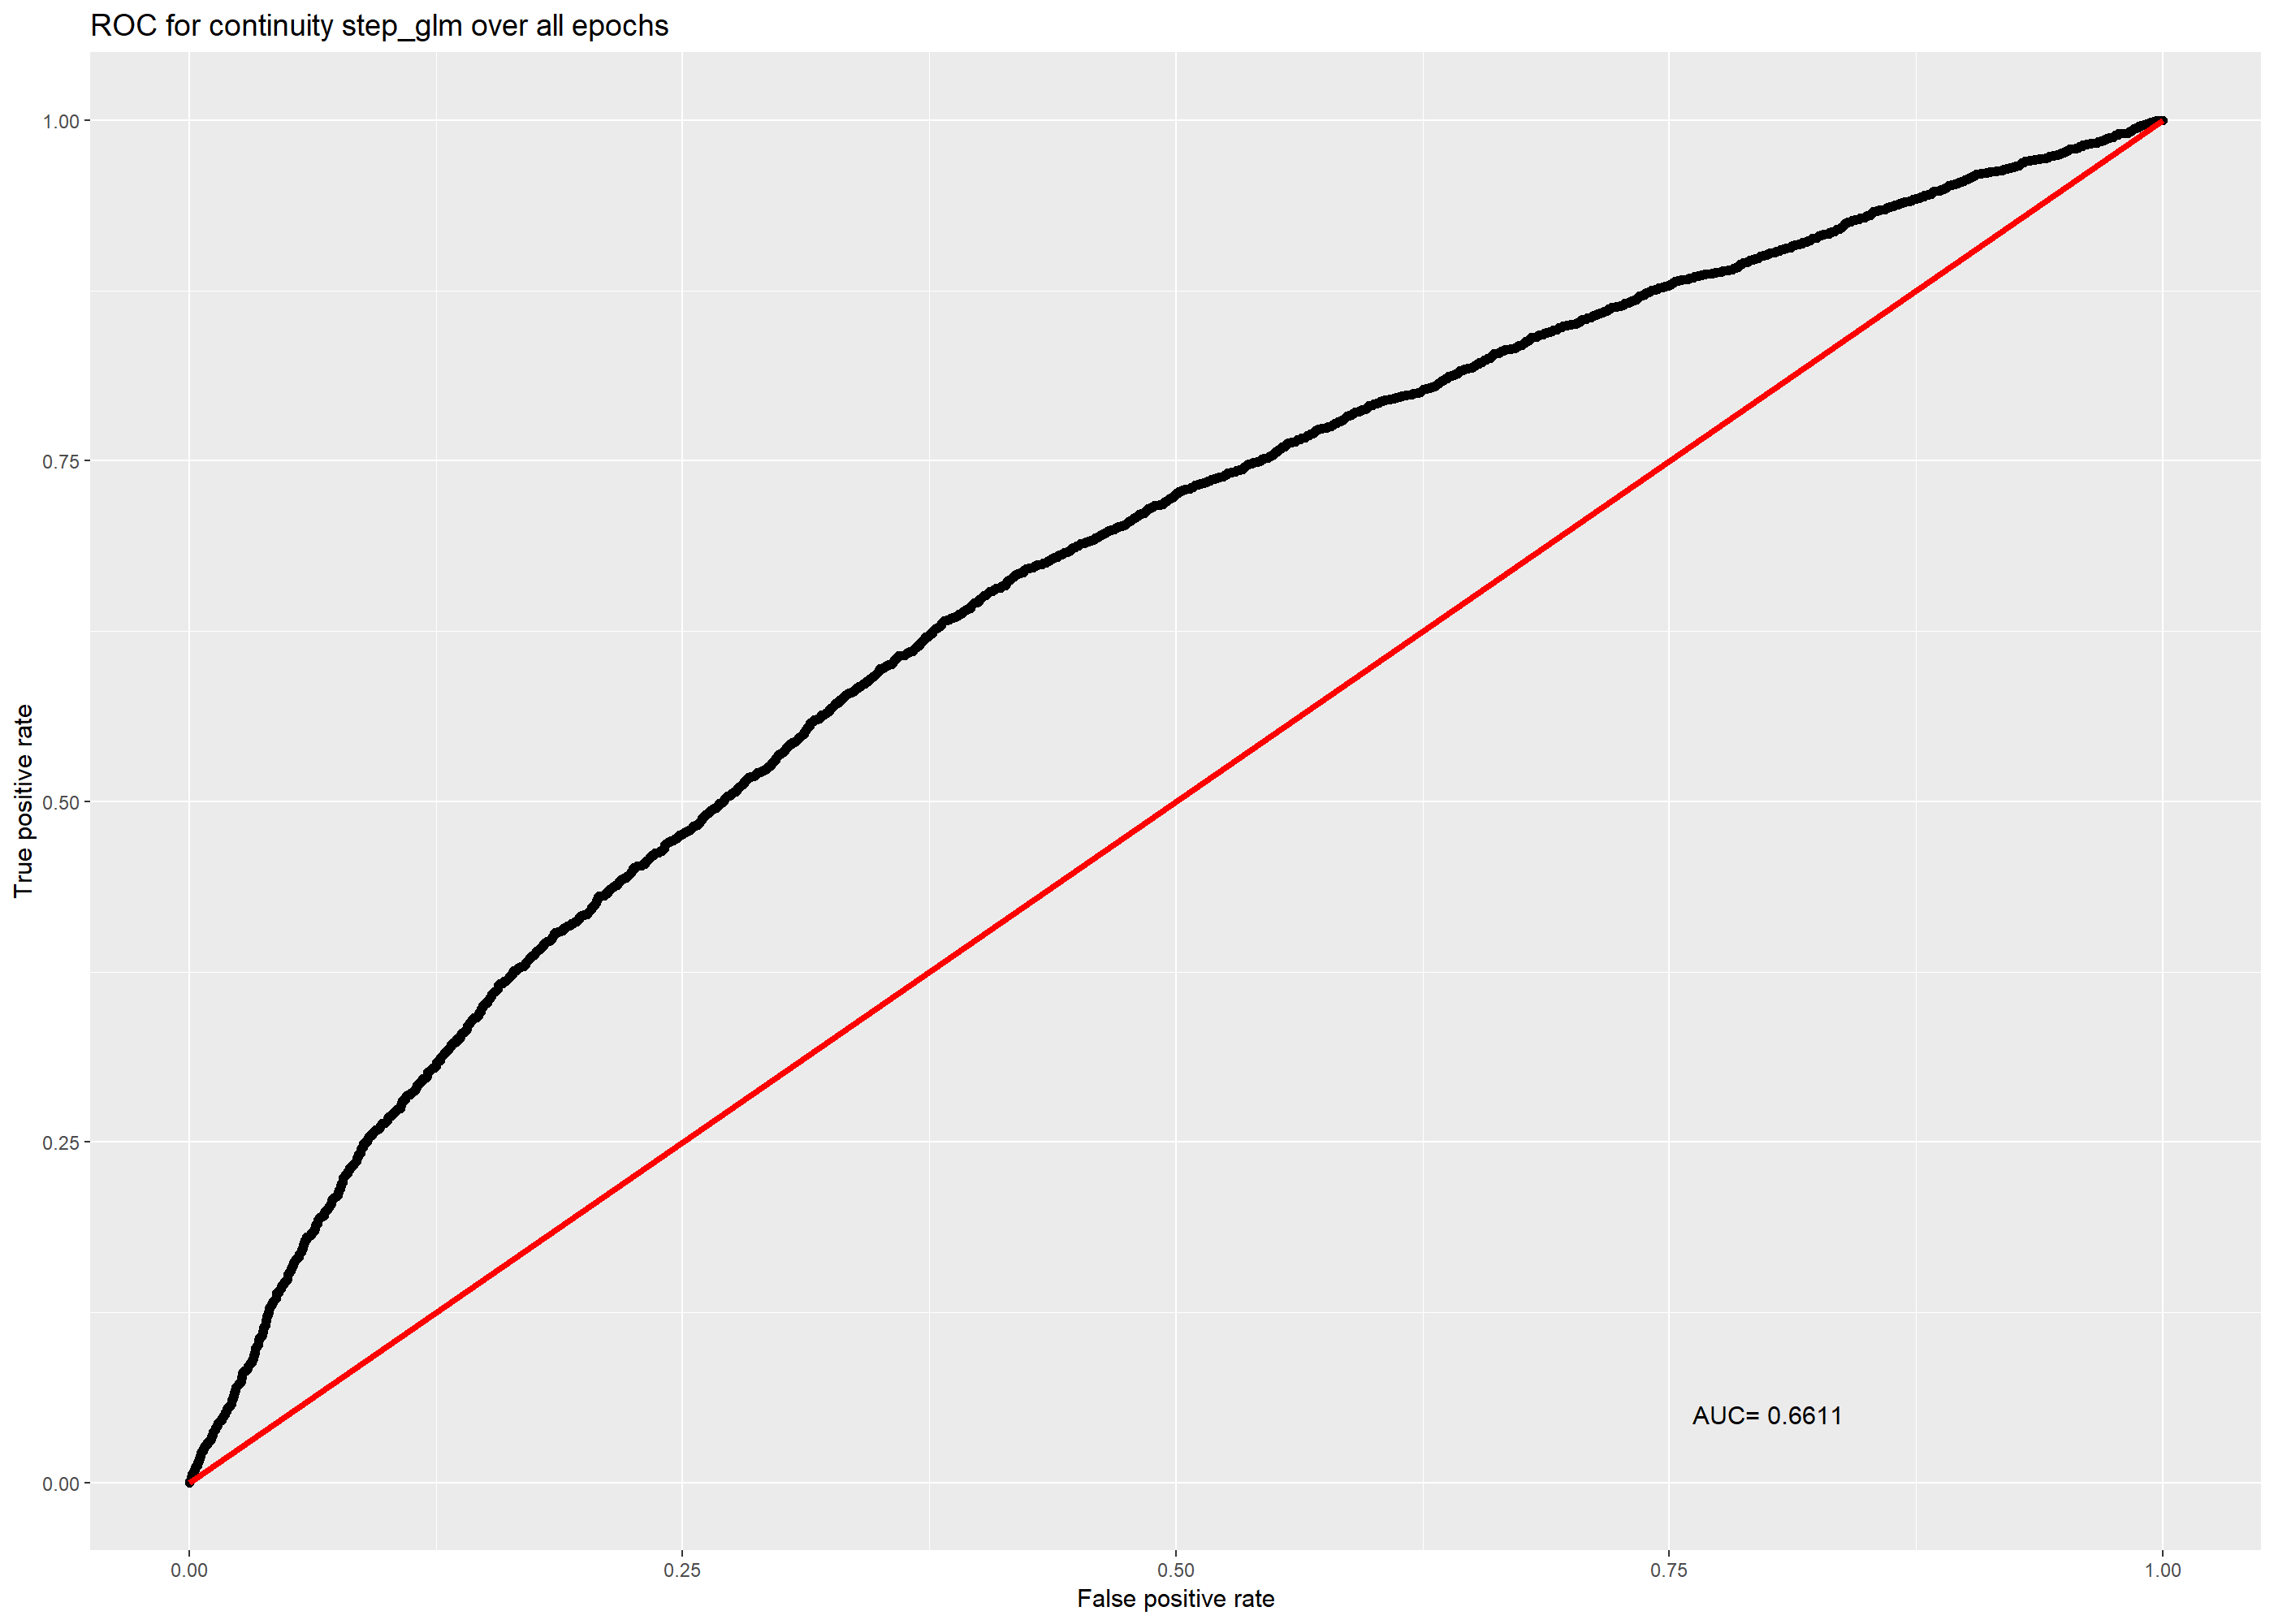 ROC for continuity step_glm over all epochs
1.00
0.75
0.50
0.25
0.00
True positive rate
AUC= 0.6611
0.00 0.25 0.50 0.75 1.00
False positive rate